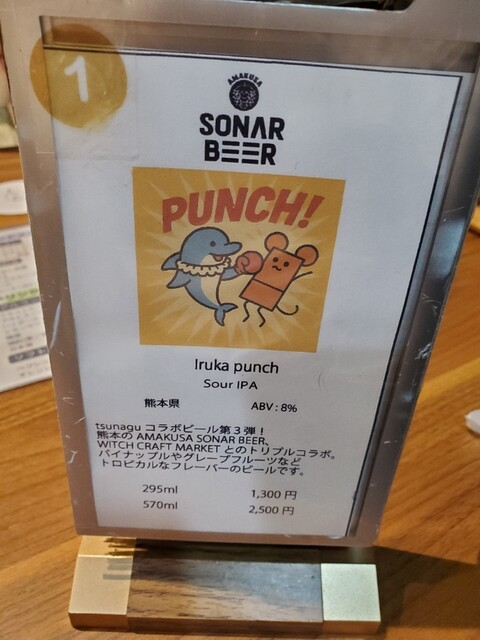 1
AMAKUSA
SONAR
BEER
PUNCH!
Iruka punch
Sour IPA
熊本県 ABV : 8%
tsunagu コラボビール第３弾！
熊本の AMAKUSA SONAR BEER、
WITCH CRAFT MARKET とのトリプルコラボ。
パイナップルやグレープフルーツなど
トロピカルなフレーバーのビールです。
295ml 1,300 円
570ml 2,500 円